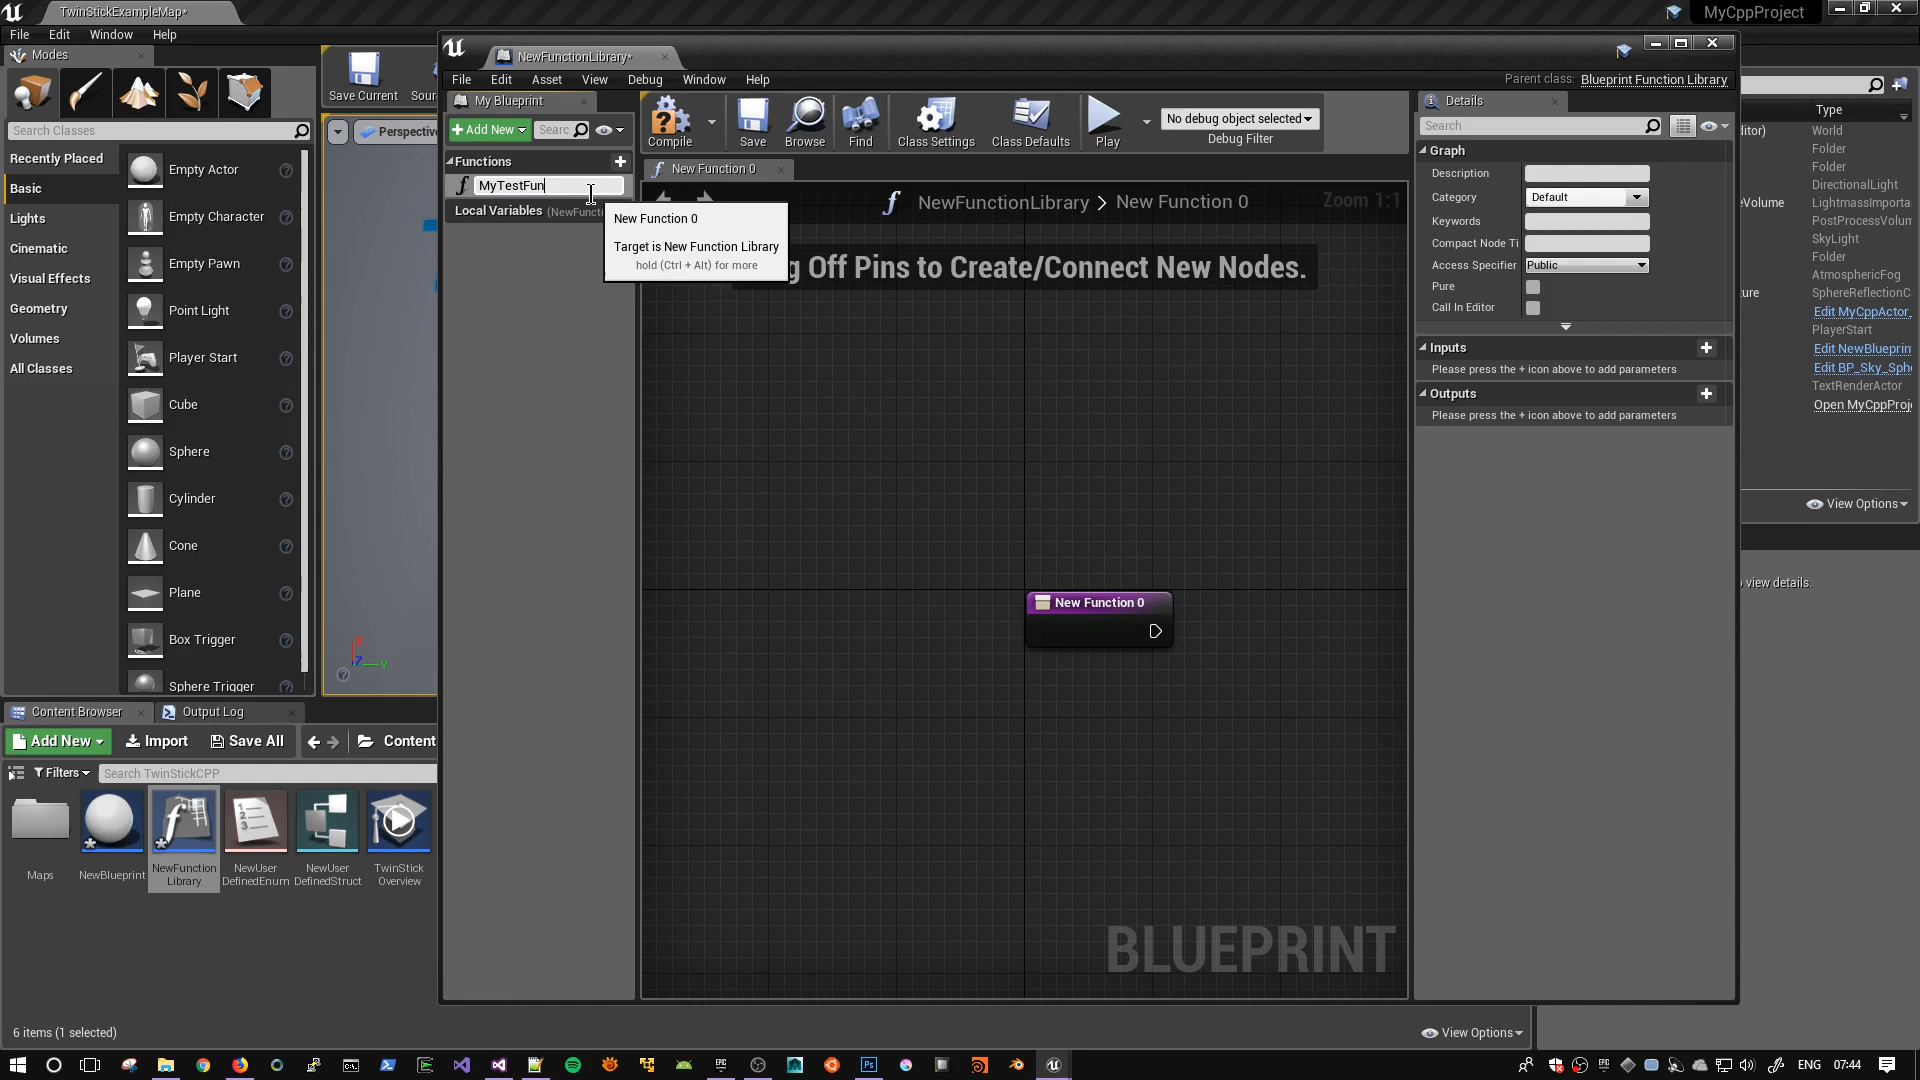 TwinStickExampleMap*
MyCppProject
File Edit Window Help
Modes
Save Current
Search Classes
Recently Placed
Basic
Lights
Cinematic
Visual Effects
Geometry
Volumes
All Classes
Empty Actor
Empty Character
Empty Pawn
Point Light
Player Start
Cube
Sphere
Cylinder
Cone
Plane
Box Trigger
Sphere Trigger
Perspectiv
X
Z
Y
NewFunctionLibrary*
File Edit Asset View Debug Window Help
Parent class: Blueprint Function Library
My Blueprint
+ Add New
Searc
Functions
MyTestFun
Local Variables (NewFuncti
New Function 0
Target is New Function Library
hold (Ctrl + Alt) for more
Compile
Save
Browse
Find
Class Settings
Class Defaults
Play
No debug object selected
Debug Filter
New Function 0
NewFunctionLibrary > New Function 0
Zoom 1:1
g Off Pins to Create/Connect New Nodes.
New Function 0
BLUEPRINT
Details
Search
Graph
Description
Category Default
Keywords
Compact Node Ti
Access Specifier Public
Pure
Call In Editor
Inputs
Please press the + icon above to add parameters
Outputs
Please press the + icon above to add parameters
Type
ditor) World
Folder
Folder
DirectionalLight
eVolume LightmassImporta
PostProcessVolum
SkyLight
Folder
AtmosphericFog
ture SphereReflectionC
Edit MyCppActor_
PlayerStart
Edit NewBlueprin
Edit BP_Sky_Sphe
TextRenderActor
Open MyCppProj
View Options
view details.
Content Browser
Output Log
Add New
Import
Save All
Content
Filters
Search TwinStickCPP
Maps
NewBlueprint
NewFunction
Library
NewUser
DefinedEnum
NewUser
DefinedStruct
TwinStick
Overview
6 items (1 selected)
View Options
ENG
07:44